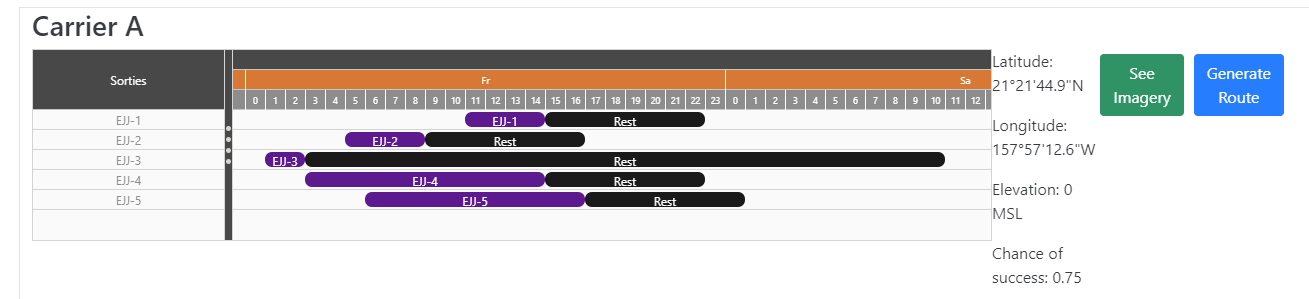 Carrier A
Sorties
Fr Sa
0 1 2 3 4 5 6 7 8 9 10 11 12 13 14 15 16 17 18 19 20 21 22 23 0 1 2 3 4 5 6 7 8 9 10 11 12
EJJ-1 EJJ-1 Rest
EJJ-2 EJJ-2 Rest
EJJ-3 EJJ-3 Rest
EJJ-4 EJJ-4 Rest
EJJ-5 EJJ-5 Rest
Latitude:
21°21'44.9"N
Longitude:
157°57'12.6"W
Elevation: 0
MSL
Chance of
success: 0.75
See
Imagery
Generate
Route